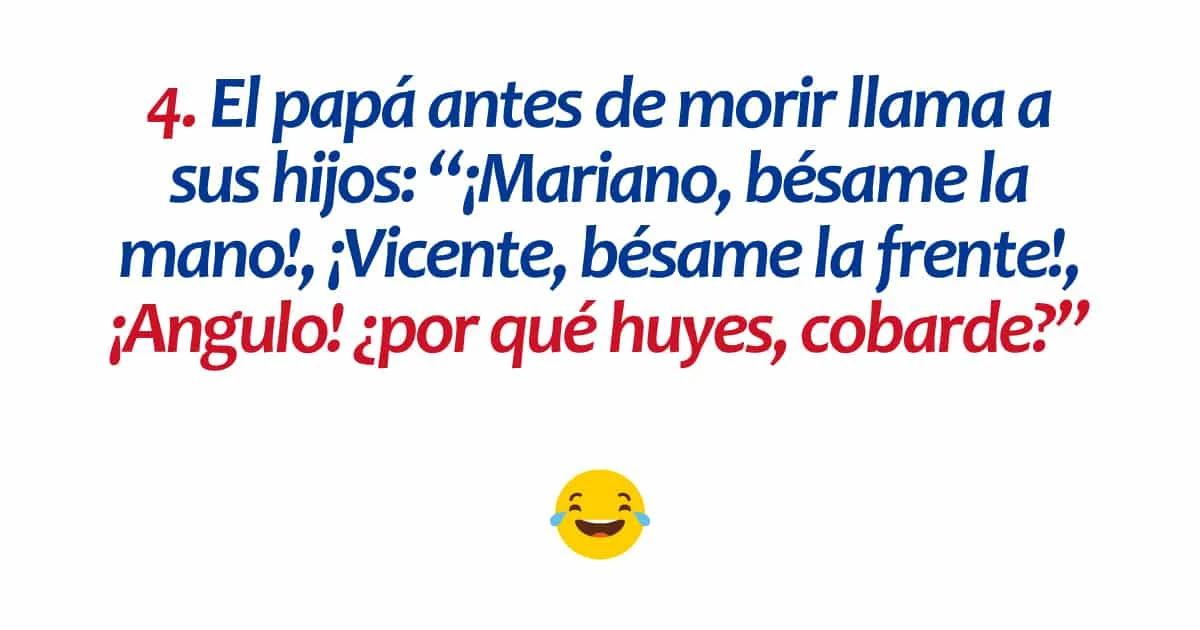 4. El papá antes de morir llama a
sus hijos: “¡Mariano, bésame la
mano!, ¡Vicente, bésame la frente!,
¡Angulo! ¿por qué huyes, cobarde?”